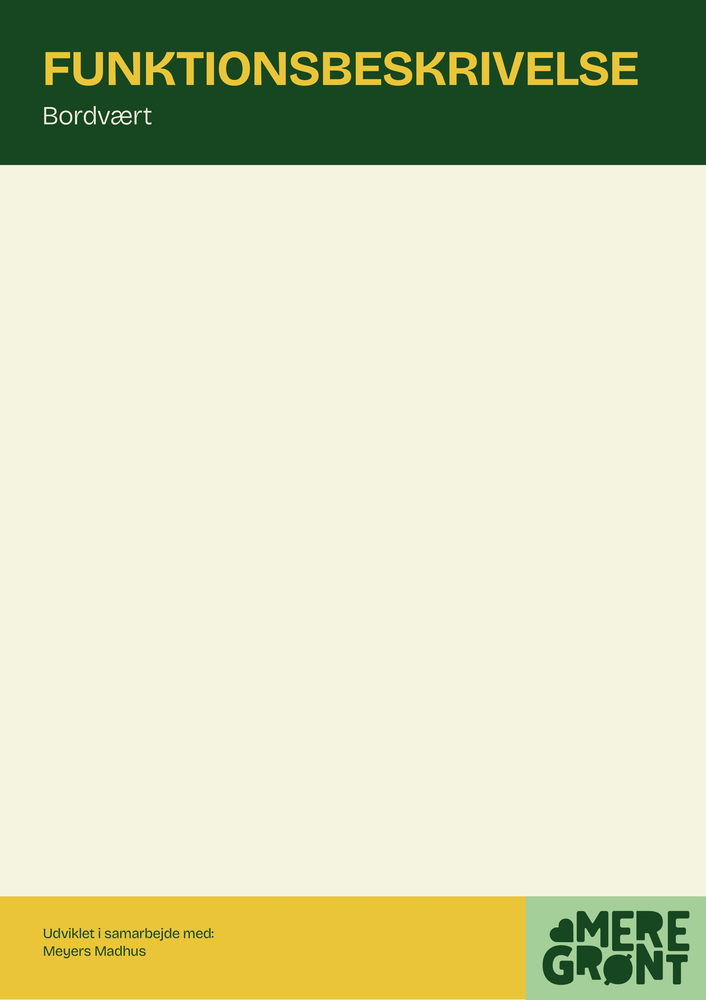 FUNKTIONSBESKRIVELSE
Bordvært
Udviklet i samarbejde med:
Meyers Madhus
MERE
GRØNT